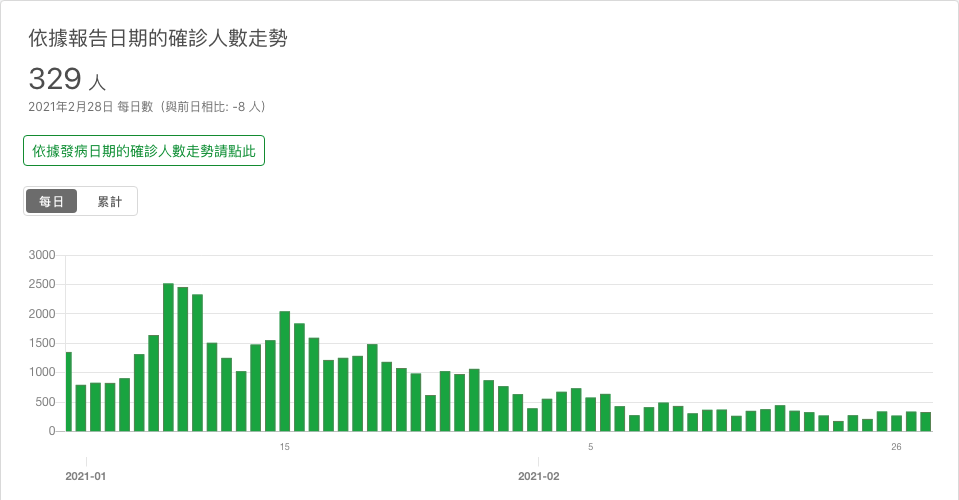 依據報告日期的確診人數走勢
329 人
2021年2月28日 每日數（與前日相比: -8 人）
依據發病日期的確診人數走勢請點此
每日 累計
3000
2500
2000
1500
1000
500
0
15 5 26
2021-01 2021-02